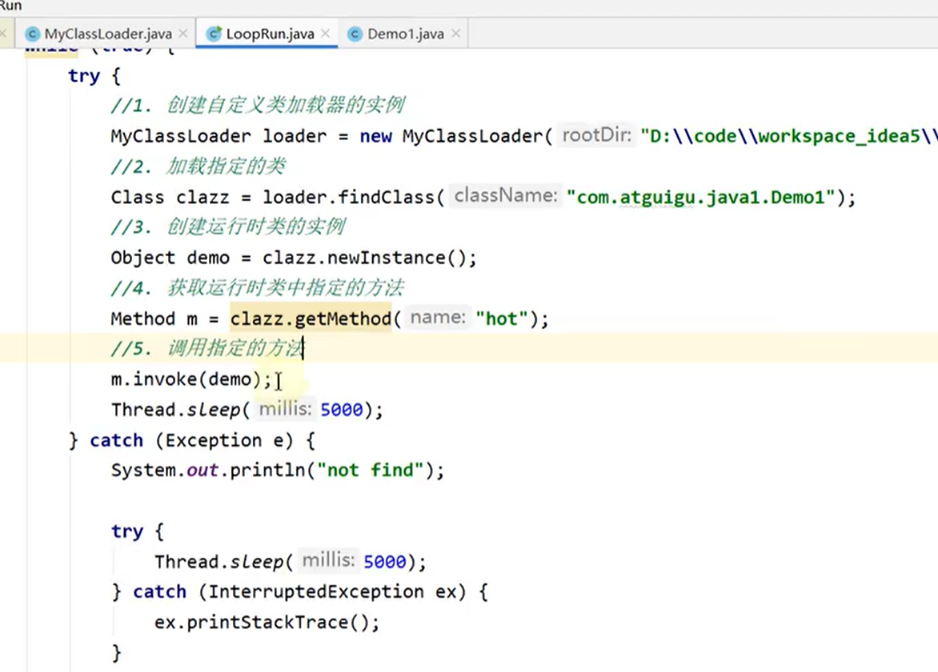 Run
MyClassLoader.java LoopRun.java Demo1.java
while (true) {
try {
//1. 创建自定义类加载器的实例
MyClassLoader loader = new MyClassLoader( rootDir: "D:\\code\\workspace_idea5\\
//2. 加载指定的类
Class clazz = loader.findClass( className: "com.atguigu.java1.Demo1");
//3. 创建运行时类的实例
Object demo = clazz.newInstance();
//4. 获取运行时类中指定的方法
Method m = clazz.getMethod( name: "hot");
//5. 调用指定的方法
m.invoke(demo);
Thread.sleep( millis: 5000);
} catch (Exception e) {
System.out.println("not find");
try {
Thread.sleep( millis: 5000);
} catch (InterruptedException ex) {
ex.printStackTrace();
}